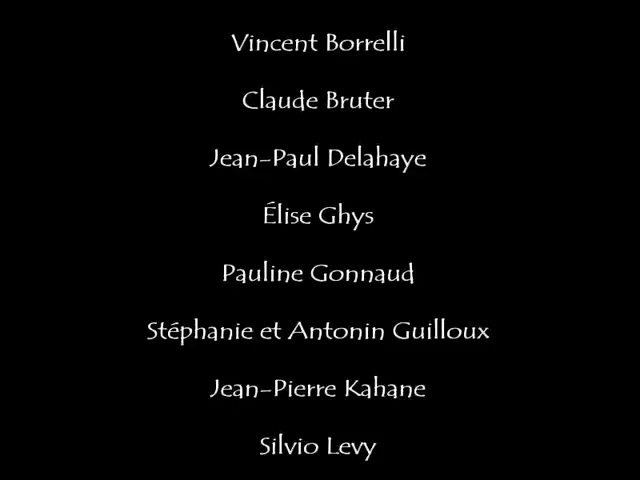 Vincent Borrelli
Claude Bruter
Jean-Paul Delahaye
Élise Ghys
Pauline Gonnaud
Stéphanie et Antonin Guilloux
Jean-Pierre Kahane
Silvio Levy